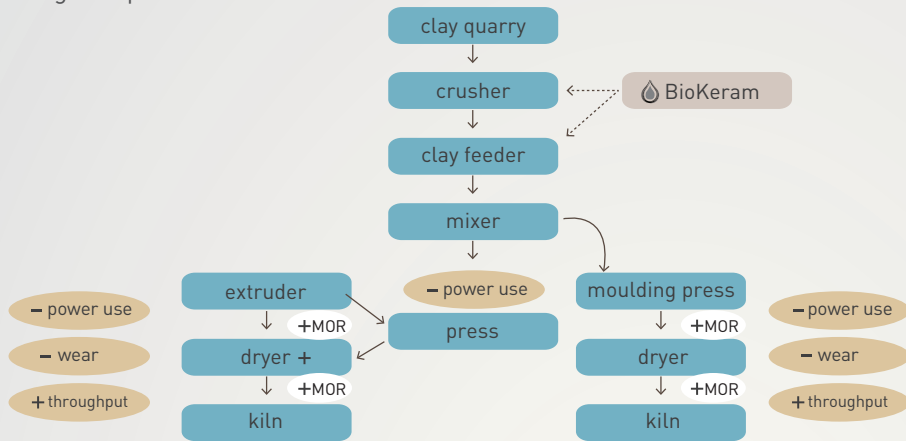 clay quarry
crusher
BioKeram
clay feeder
mixer
extruder
− power use
moulding press
− power use
+MOR
press
+MOR
− power use
− wear
dryer +
dryer
− wear
+MOR
+MOR
+ throughput
kiln
kiln
+ throughput